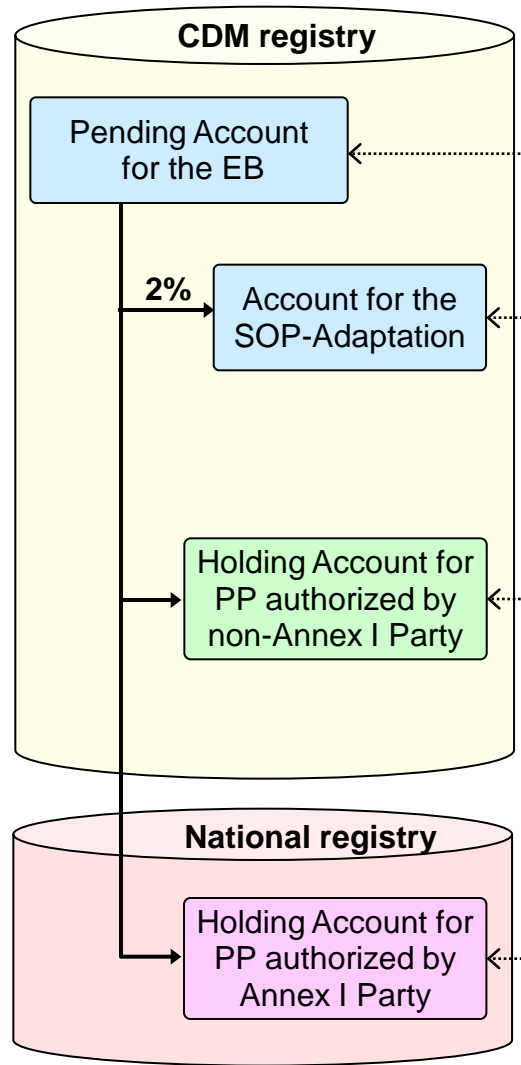 CDM registry
Pending Account
for the EB
2%
Account for the
SOP-Adaptation
Holding Account for
PP authorized by
non-Annex I Party
National registry
Holding Account for
PP authorized by
Annex I Party